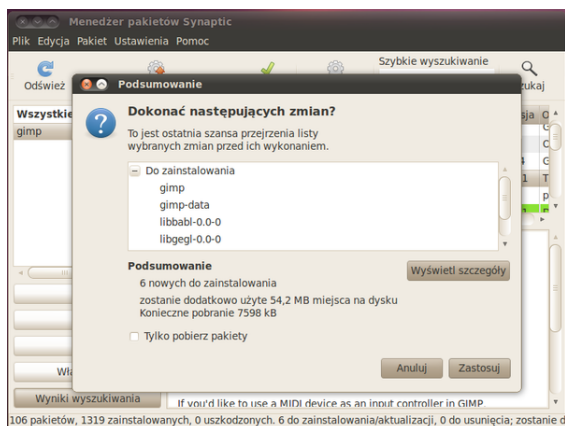 Menedżer pakietów Synaptic
Plik Edycja Pakiet Ustawienia Pomoc
Szybkie wyszukiwanie
Odśwież
Podsumowanie
Wszystkie
gimp
Dokonać następujących zmian?
To jest ostatnia szansa przejrzenia listy
wybranych zmian przed ich wykonaniem.
Do zainstalowania
gimp
gimp-data
libbabl-0.0-0
libgegl-0.0-0
Podsumowanie
Wyświetl szczegóły
6 nowych do zainstalowania
zostanie dodatkowo użyte 54,2 MB miejsca na dysku
Konieczne pobranie 7598 kB
Tylko pobierz pakiety
Anuluj Zastosuj
Wyniki wyszukiwania
If you'd like to use a MIDI device as an input controller in GIMP
106 pakietów, 1319 zainstalowanych, 0 uszkodzonych. 6 do zainstalowania/aktualizacji, 0 do usunięcia; zostanie d